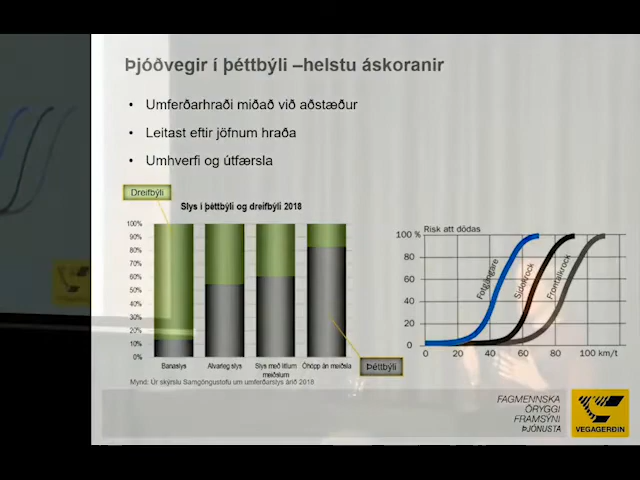 Þjóðvegir í þéttbýli –helstu áskoranir
• Umferðarhraði miðað við aðstæður
• Leitast eftir jöfnum hraða
• Umhverfi og útfærsla
Dreifbýli
Slys í þéttbýli og dreifbýli 2018
100%
90%
80%
70%
60%
50%
40%
30%
20%
10%
0%
Banaslys
Alvarleg slys
Slys með litlum
meiðslum
Óhöpp án meiðsla
Þéttbýli
Mynd: Úr skýrslu Samgöngustofu um umferðarslys árið 2018
Risk att dödas
100 %
80
60
40
20
0
Fotgängare
Sidokrock
Frontalkrock
0 20 40 60 80 100 km/t
FAGMENNSKA
ÖRYGGI
FRAMSÝNI
ÞJÓNUSTA
VEGAGERÐIN